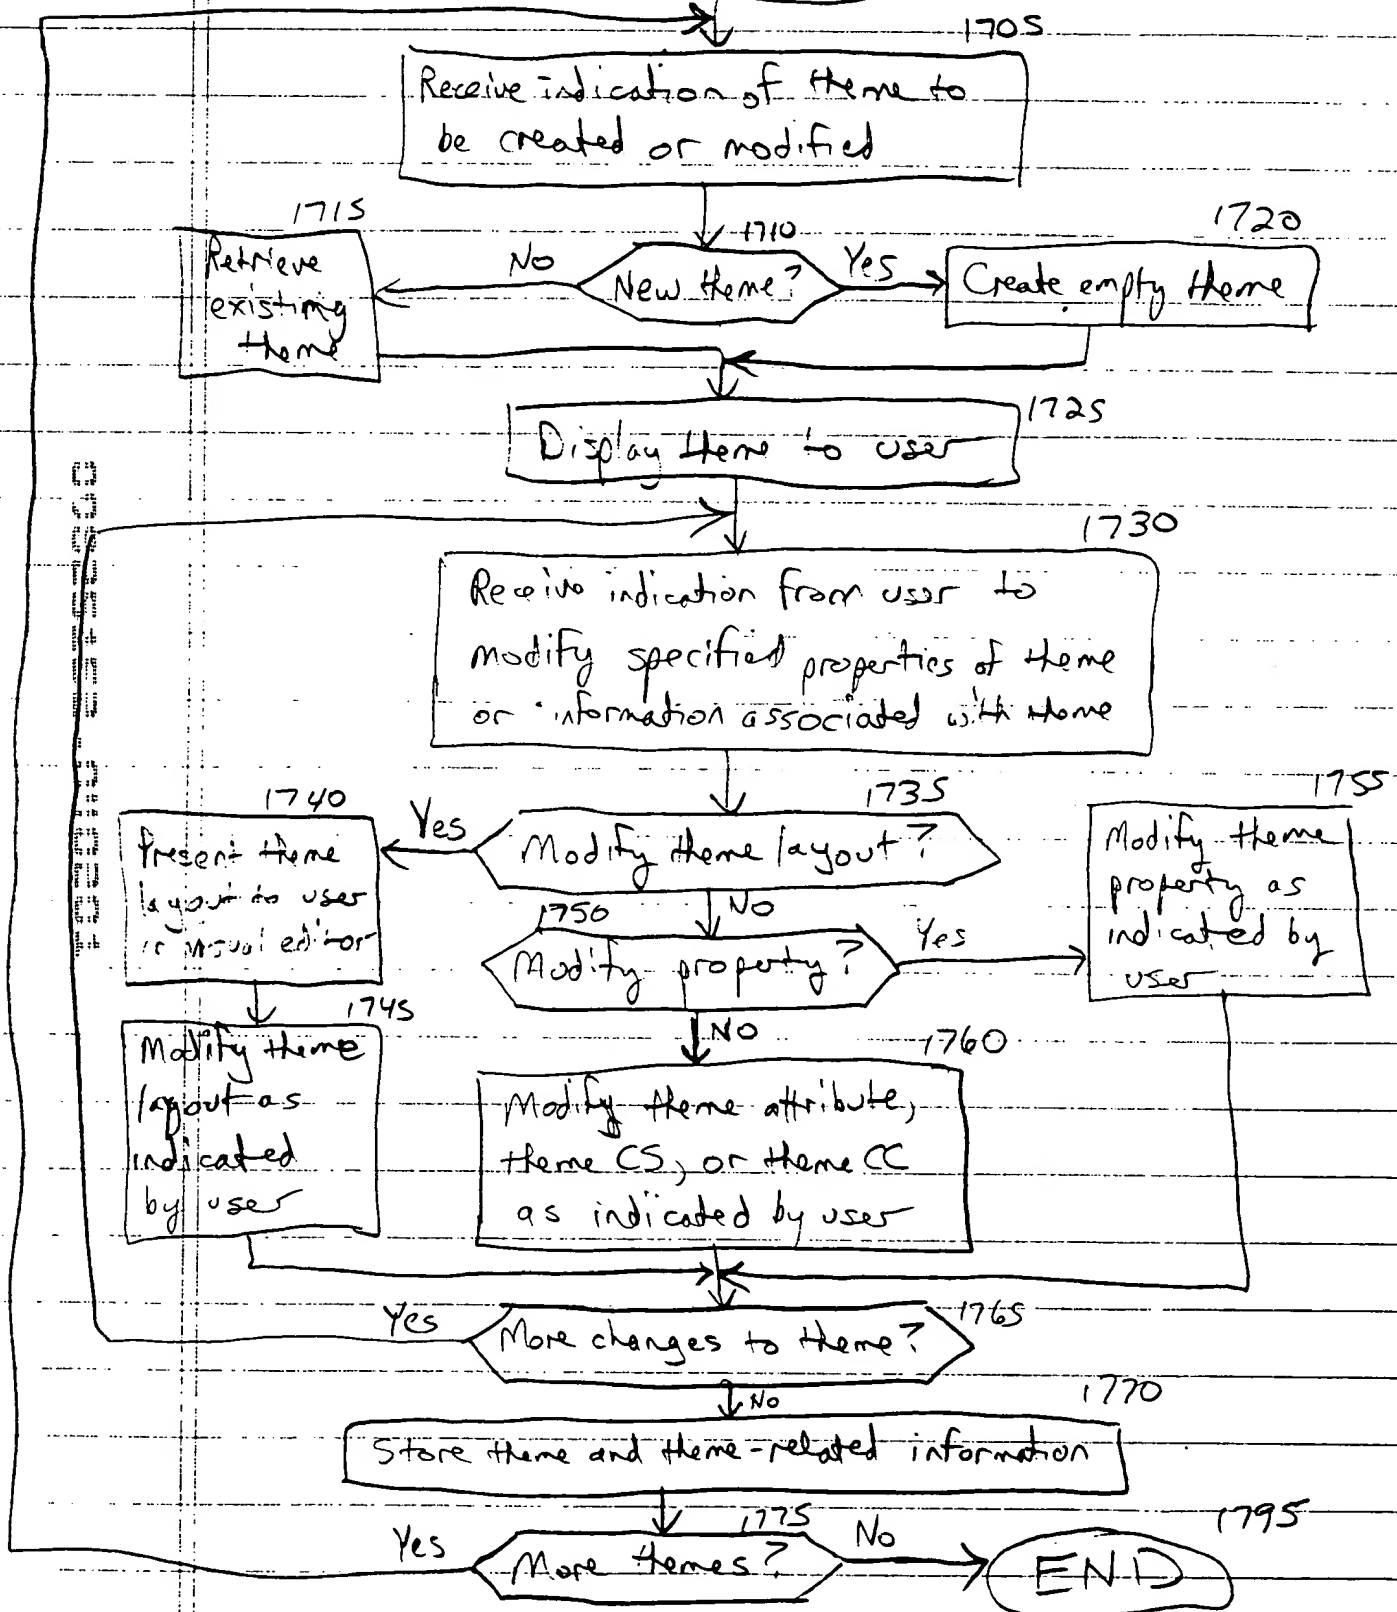 1705
Receive indication of theme to
be created or modified
1715
1710
1720
Retrieve
existing
theme
No
New theme?
Yes
Create empty theme
1725
Display theme to user
1730
Receive indication from user to
modify specified properties of theme
or information associated with theme
1740
1735
1755
Present theme
layout to user
in visual editor
Yes
Modify theme layout?
No
Modify theme
property as
indicated by
user
1750
Modify property?
Yes
No
1745
Modify theme
layout as
indicated
by user
1760
Modify theme attribute,
theme CS, or theme CC
as indicated by user
Yes
More changes to theme?
1765
No
1770
Store theme and theme-related information
1775
Yes
More themes?
No
1795
END